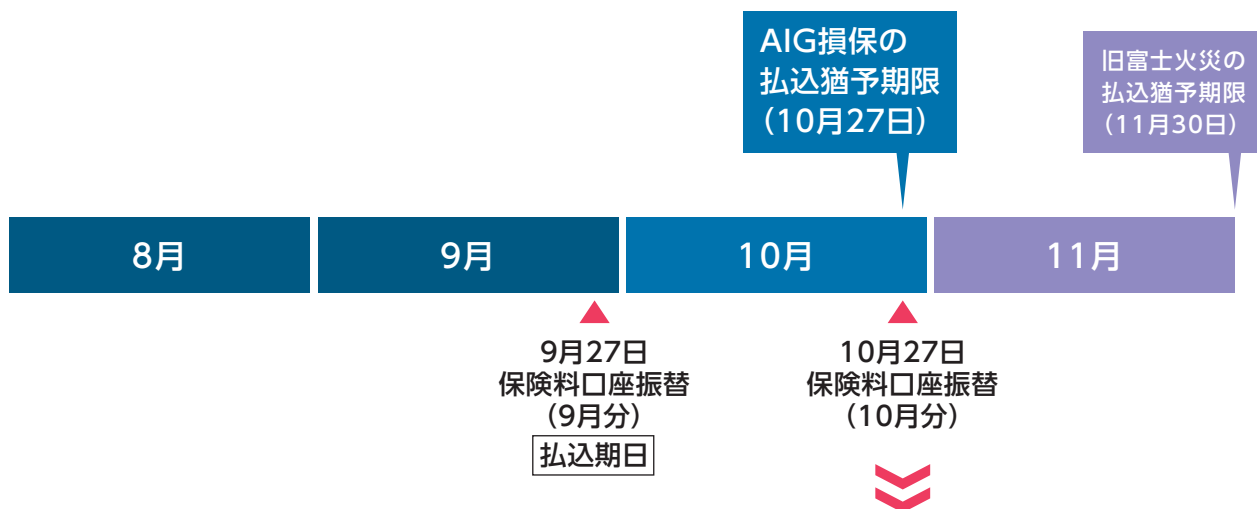 AIG損保の
払込猶予期限
（10月27日）
旧富士火災の
払込猶予期限
（11月30日）
8月
9月
10月
11月
9月27日
保険料口座振替
（9月分）
払込期日
10月27日
保険料口座振替
（10月分）